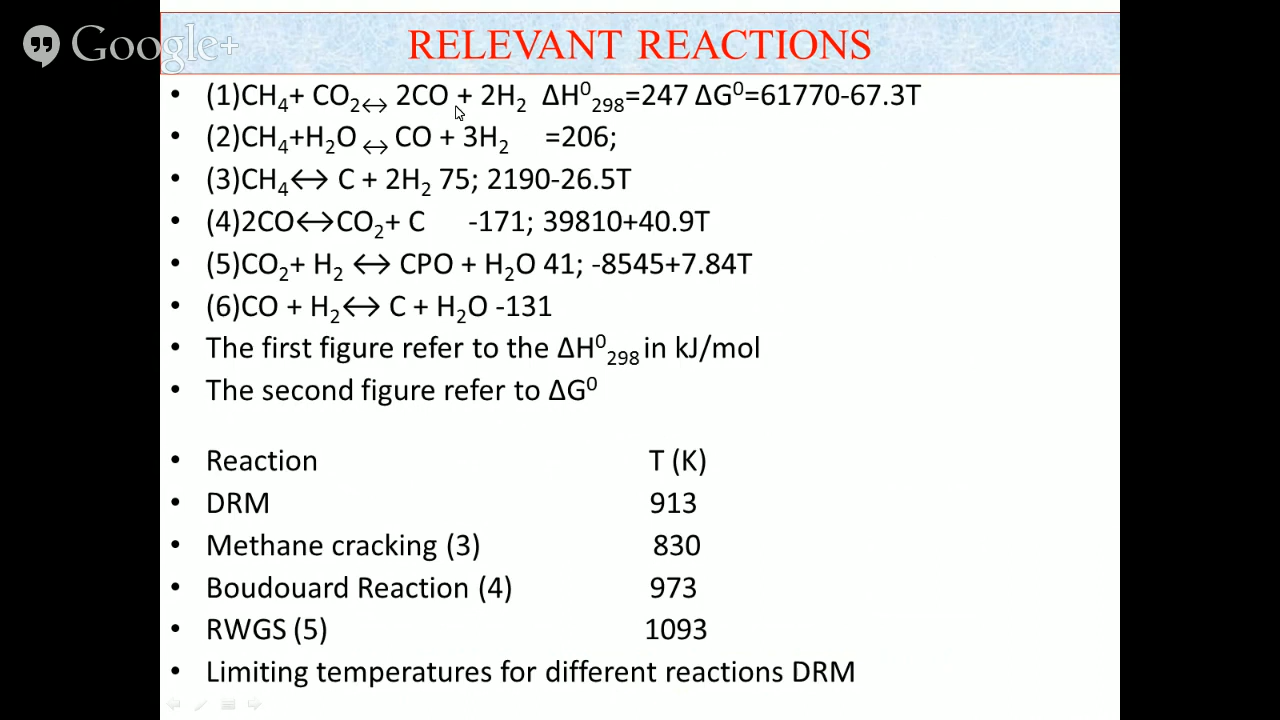 Google+
RELEVANT REACTIONS
• (1)CH₄+ CO₂↔ 2CO + 2H₂ ΔH⁰₂₉₈=247 ΔG⁰=61770-67.3T
• (2)CH₄+H₂O ↔ CO + 3H₂ =206;
• (3)CH₄↔ C + 2H₂ 75; 2190-26.5T
• (4)2CO↔CO₂+ C -171; 39810+40.9T
• (5)CO₂+ H₂ ↔ CPO + H₂O 41; -8545+7.84T
• (6)CO + H₂↔ C + H₂O -131
• The first figure refer to the ΔH⁰₂₉₈ in kJ/mol
• The second figure refer to ΔG⁰
• Reaction T (K)
• DRM 913
• Methane cracking (3) 830
• Boudouard Reaction (4) 973
• RWGS (5) 1093
• Limiting temperatures for different reactions DRM